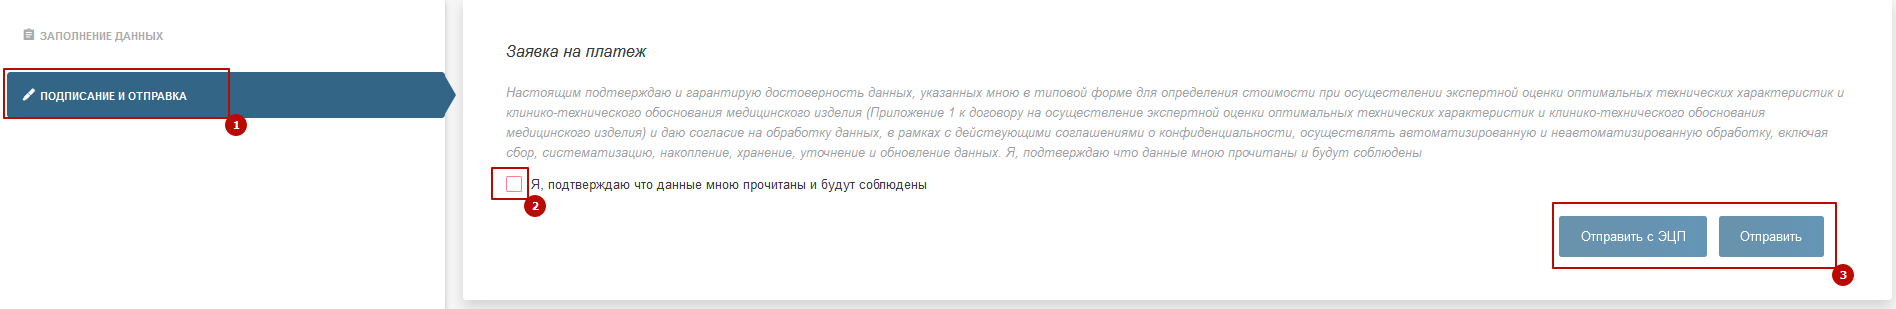 ЗАПОЛНЕНИЕ ДАННЫХ
ПОДПИСАНИЕ И ОТПРАВКА
1
Заявка на платеж
Настоящим подтверждаю и гарантирую достоверность данных, указанных мною в типовой форме для определения стоимости при осуществлении экспертной оценки оптимальных технических характеристик и
клинико-технического обоснования медицинского изделия (Приложение 1 к договору на осуществление экспертной оценки оптимальных технических характеристик и клинико-технического обоснования
медицинского изделия) и даю согласие на обработку данных, в рамках с действующими соглашениями о конфиденциальности, осуществлять автоматизированную и неавтоматизированную обработку, включая
сбор, систематизацию, накопление, хранение, уточнение и обновление данных. Я, подтверждаю что данные мною прочитаны и будут соблюдены
Я, подтверждаю что данные мною прочитаны и будут соблюдены
2
Отправить с ЭЦП
Отправить
3